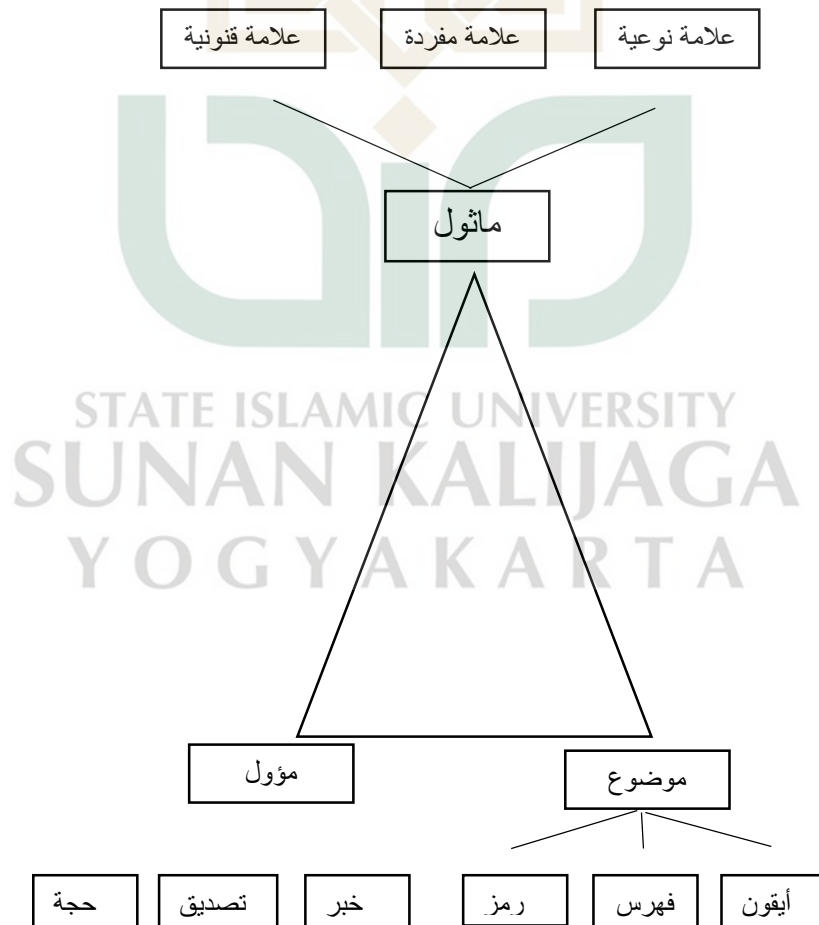 علامة نوعية
علامة مفردة
علامة قنونية
ماثول
STATE ISLAMIC UNIVERSITY
SUNAN KALIJAGA
YOGYAKARTA
موضوع
مؤول
أيقون
فهرس
رمز
خبر
تصديق
حجة